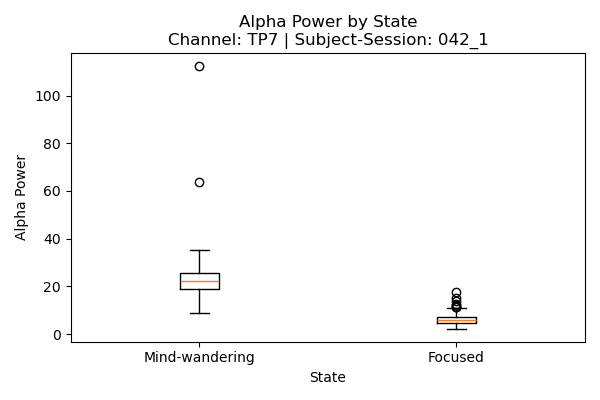 Alpha Power by State
Channel: TP7 | Subject-Session: 042_1
Alpha Power
100
80
60
40
20
0
Mind-wandering
Focused
State